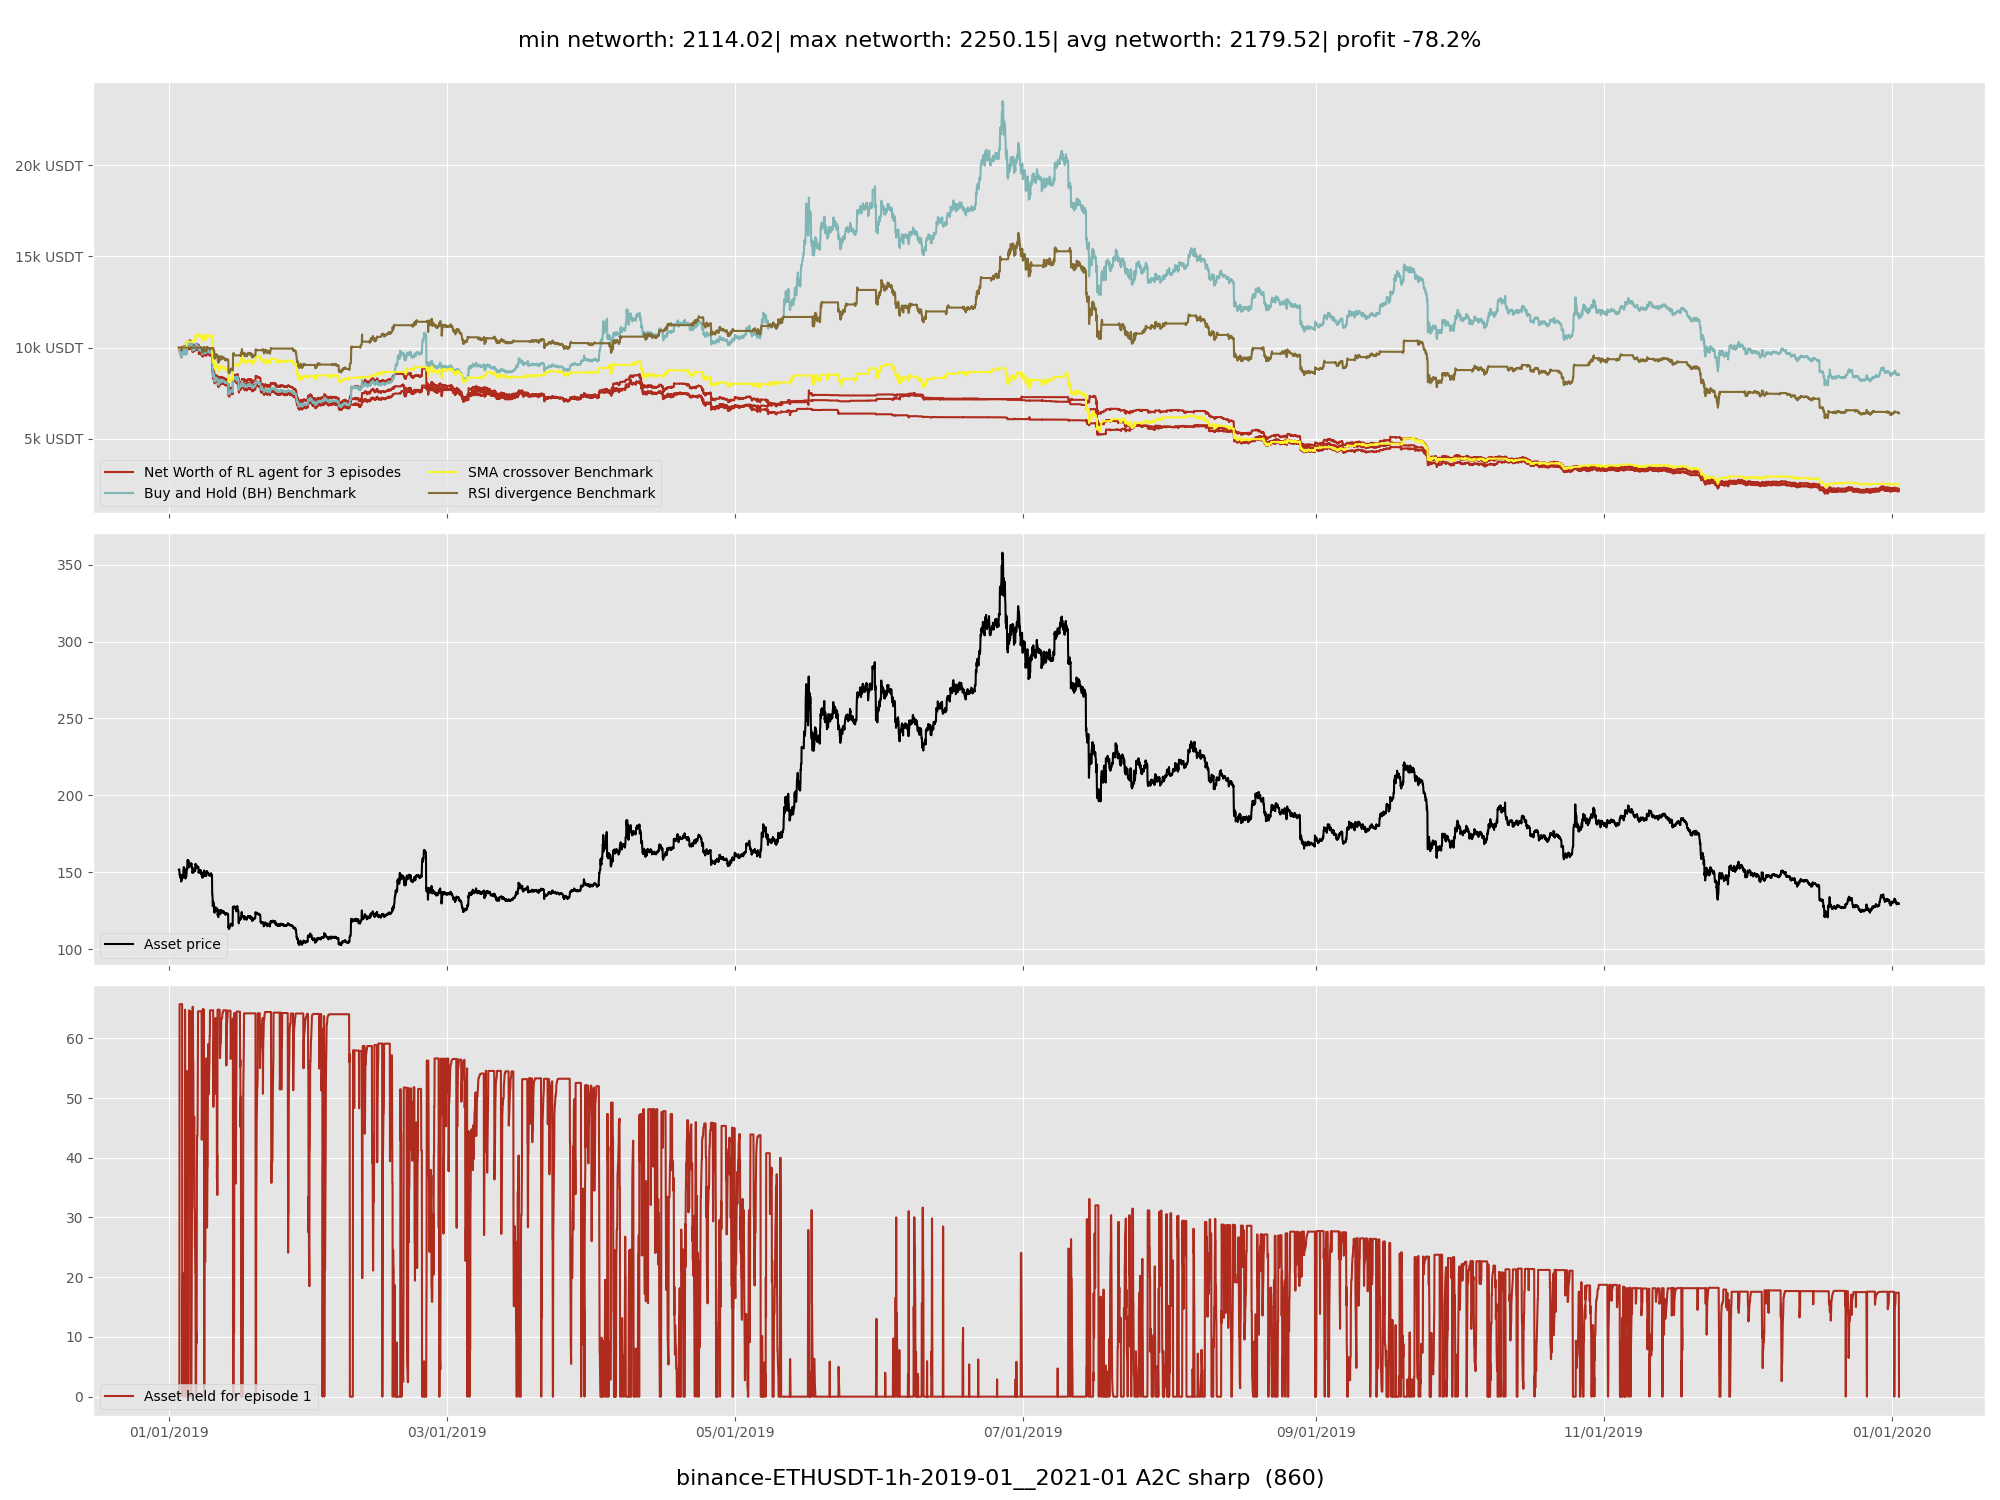 min networth: 2114.02| max networth: 2250.15| avg networth: 2179.52| profit -78.2%
20k USDT
15k USDT
10k USDT
5k USDT
Net Worth of RL agent for 3 episodes
Buy and Hold (BH) Benchmark
SMA crossover Benchmark
RSI divergence Benchmark
350
300
250
200
150
100
Asset price
60
50
40
30
20
10
0
Asset held for episode 1
01/01/2019 03/01/2019 05/01/2019 07/01/2019 09/01/2019 11/01/2019 01/01/2020
binance-ETHUSDT-1h-2019-01__2021-01 A2C sharp  (860)